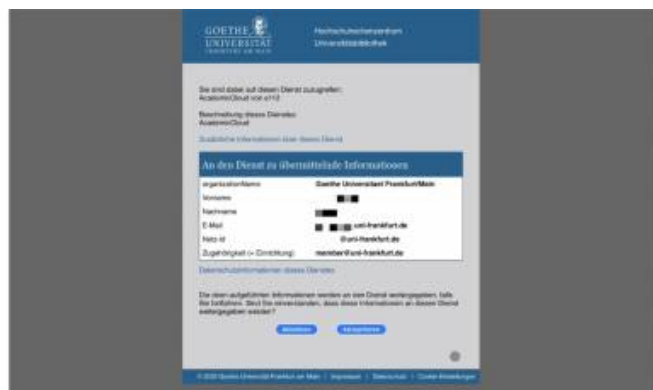 GOETHE
UNIVERSITÄT
FRANKFURT AM MAIN
Hochschulrechenzentrum
Universitätsbibliothek
Sie sind dabei auf diesen Dienst zuzugreifen:
AcademicCloud von
Beschreibung dieses Dienstes
AcademicCloud
Zusätzliche Informationen über diesen Dienst
An den Dienst zu übermittelnde Informationen
organizationName Goethe Universitaet Frankfurt/Main
Vorname
Nachname
E-Mail uni-frankfurt.de
Netz-Id @uni-frankfurt.de
Zugehörigkeit (+ Einrichtung) member@uni-frankfurt.de
Datenschutzinformationen dieses Dienstes
Die oben aufgeführten Informationen werden an den Dienst weitergegeben, falls
Sie fortfahren. Sind Sie einverstanden, dass diese Informationen an diesen Dienst
weitergegeben werden?
Ablehnen Akzeptieren
Goethe Universität Frankfurt am Main | Impressum | Datenschutz | Cookie-Einstellungen